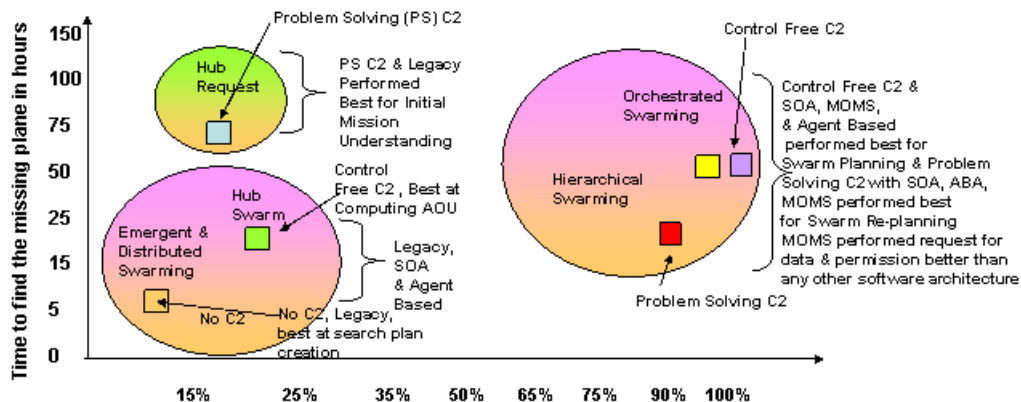 Time to find the missing plane in hours
150
100
75
50
25
15
5
0
Problem Solving (PS) C2
Hub
Request
PS C2 & Legacy
Performed
Best for Initial
Mission
Understanding
Control
Free C2 , Best at
Computing AOU
Hub
Swarm
Emergent &
Distributed
Swarming
No C2
Legacy,
SOA
& Agent
Based
No C2, Legacy,
best at search plan
creation
Control Free C2
Orchestrated
Swarming
Hierarchical
Swarming
Problem Solving C2
Control Free C2 &
SOA, MOMS,
& Agent Based
performed best for
Swarm Planning & Problem
Solving C2 with SOA, ABA,
MOMS performed best
for Swarm Re-planning
MOMS performed request for
data & permission better than
any other software architecture
15% 25% 35% 50% 65% 75% 90% 100%